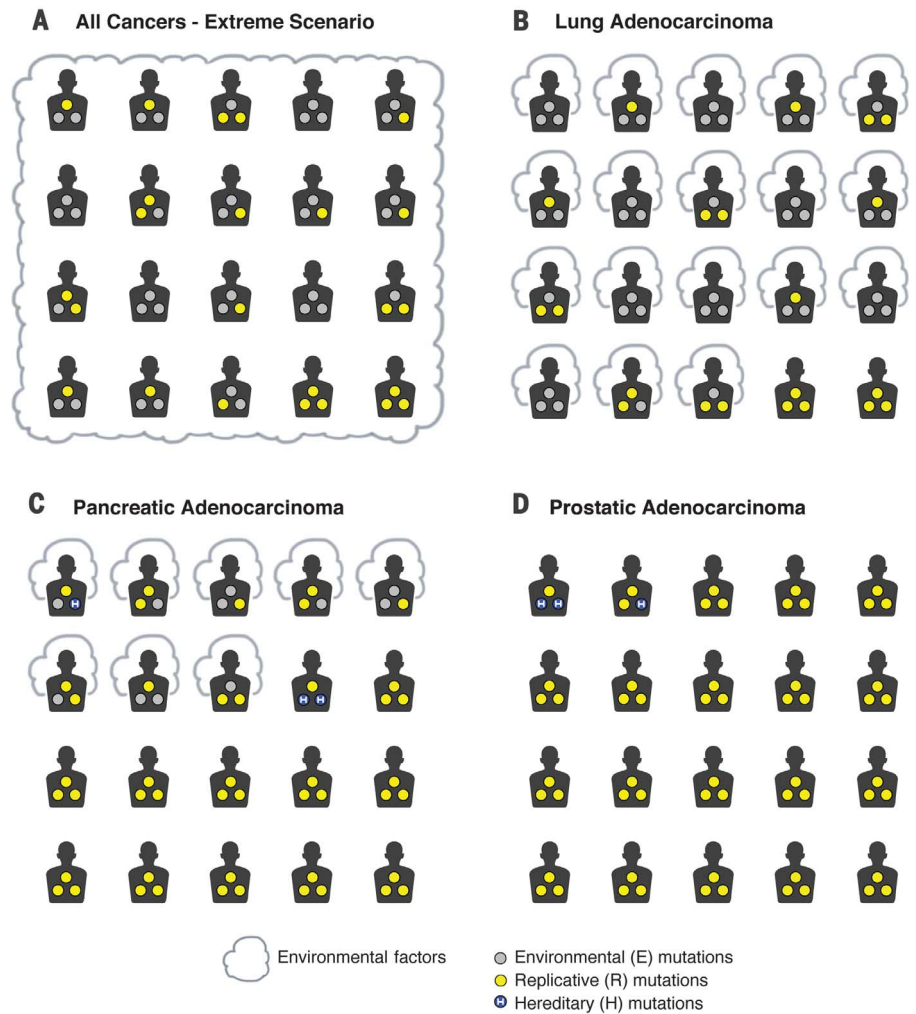 A All Cancers - Extreme Scenario
B Lung Adenocarcinoma
C Pancreatic Adenocarcinoma
H
H H
D Prostatic Adenocarcinoma
H H H
Environmental factors
Environmental (E) mutations
Replicative (R) mutations
H Hereditary (H) mutations